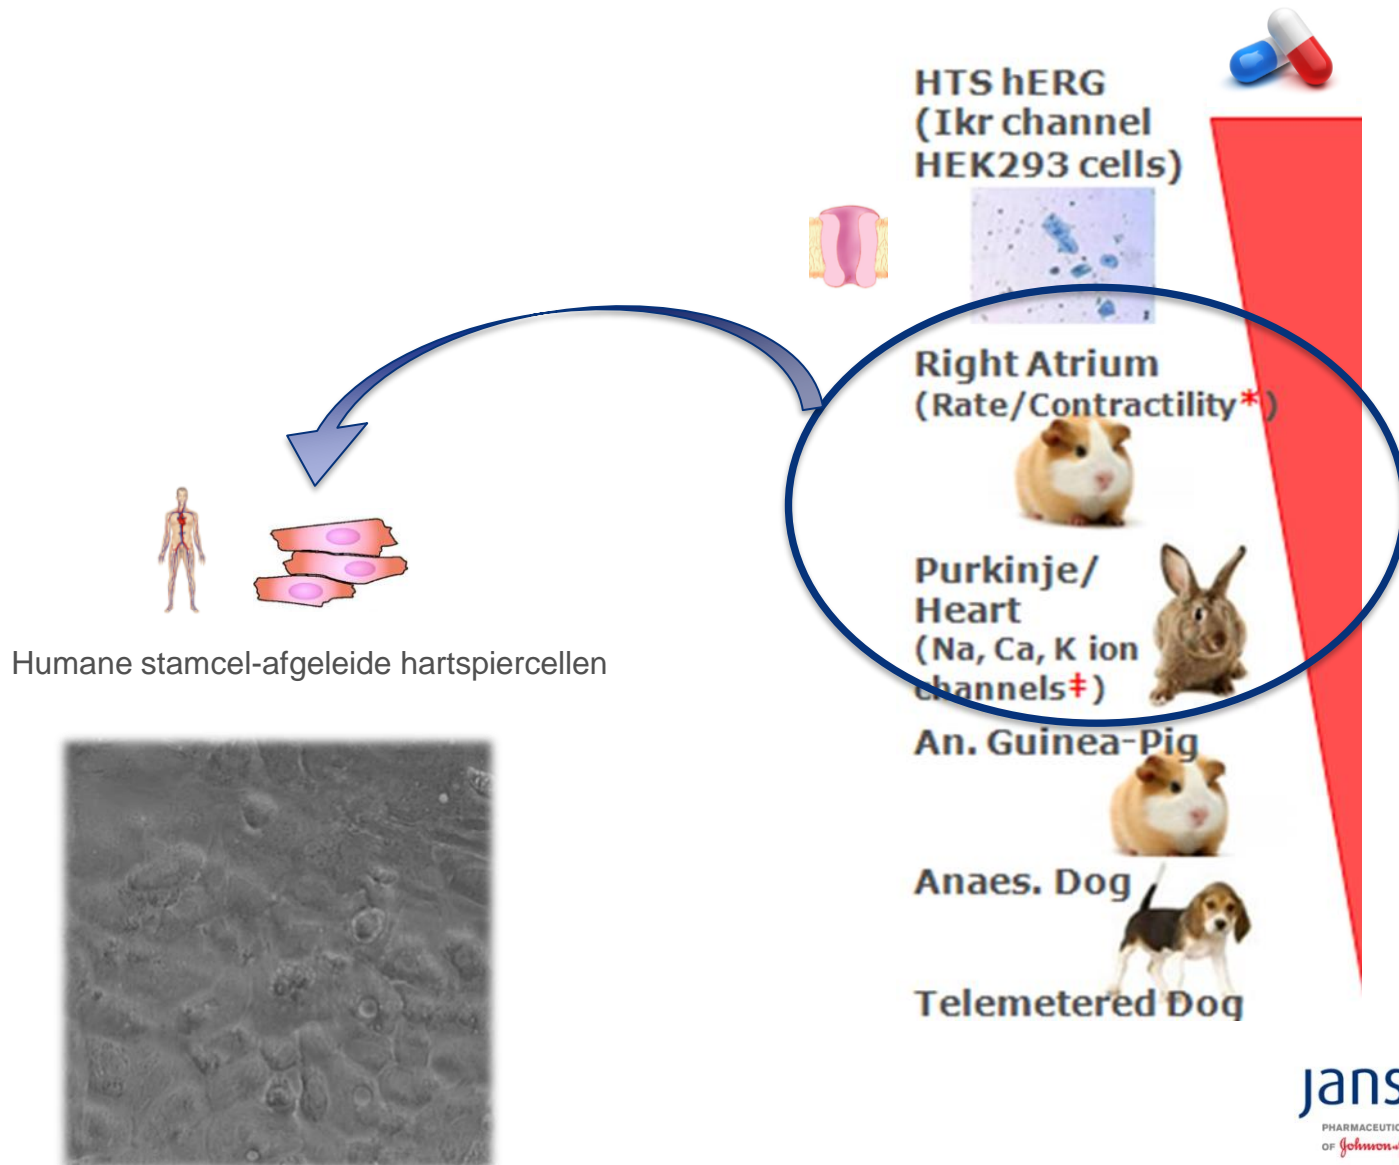 HTS hERG
(Ikr channel
HEK293 cells)
Right Atrium
(Rate/Contractility*)
Purkinje/
Heart
(Na, Ca, K ion
channels‡)
An. Guinea-Pig
Anaes. Dog
Telemetered Dog
Humane stamcel-afgeleide hartspiercellen
jans
PHARMACEUTIC
OF Johnson